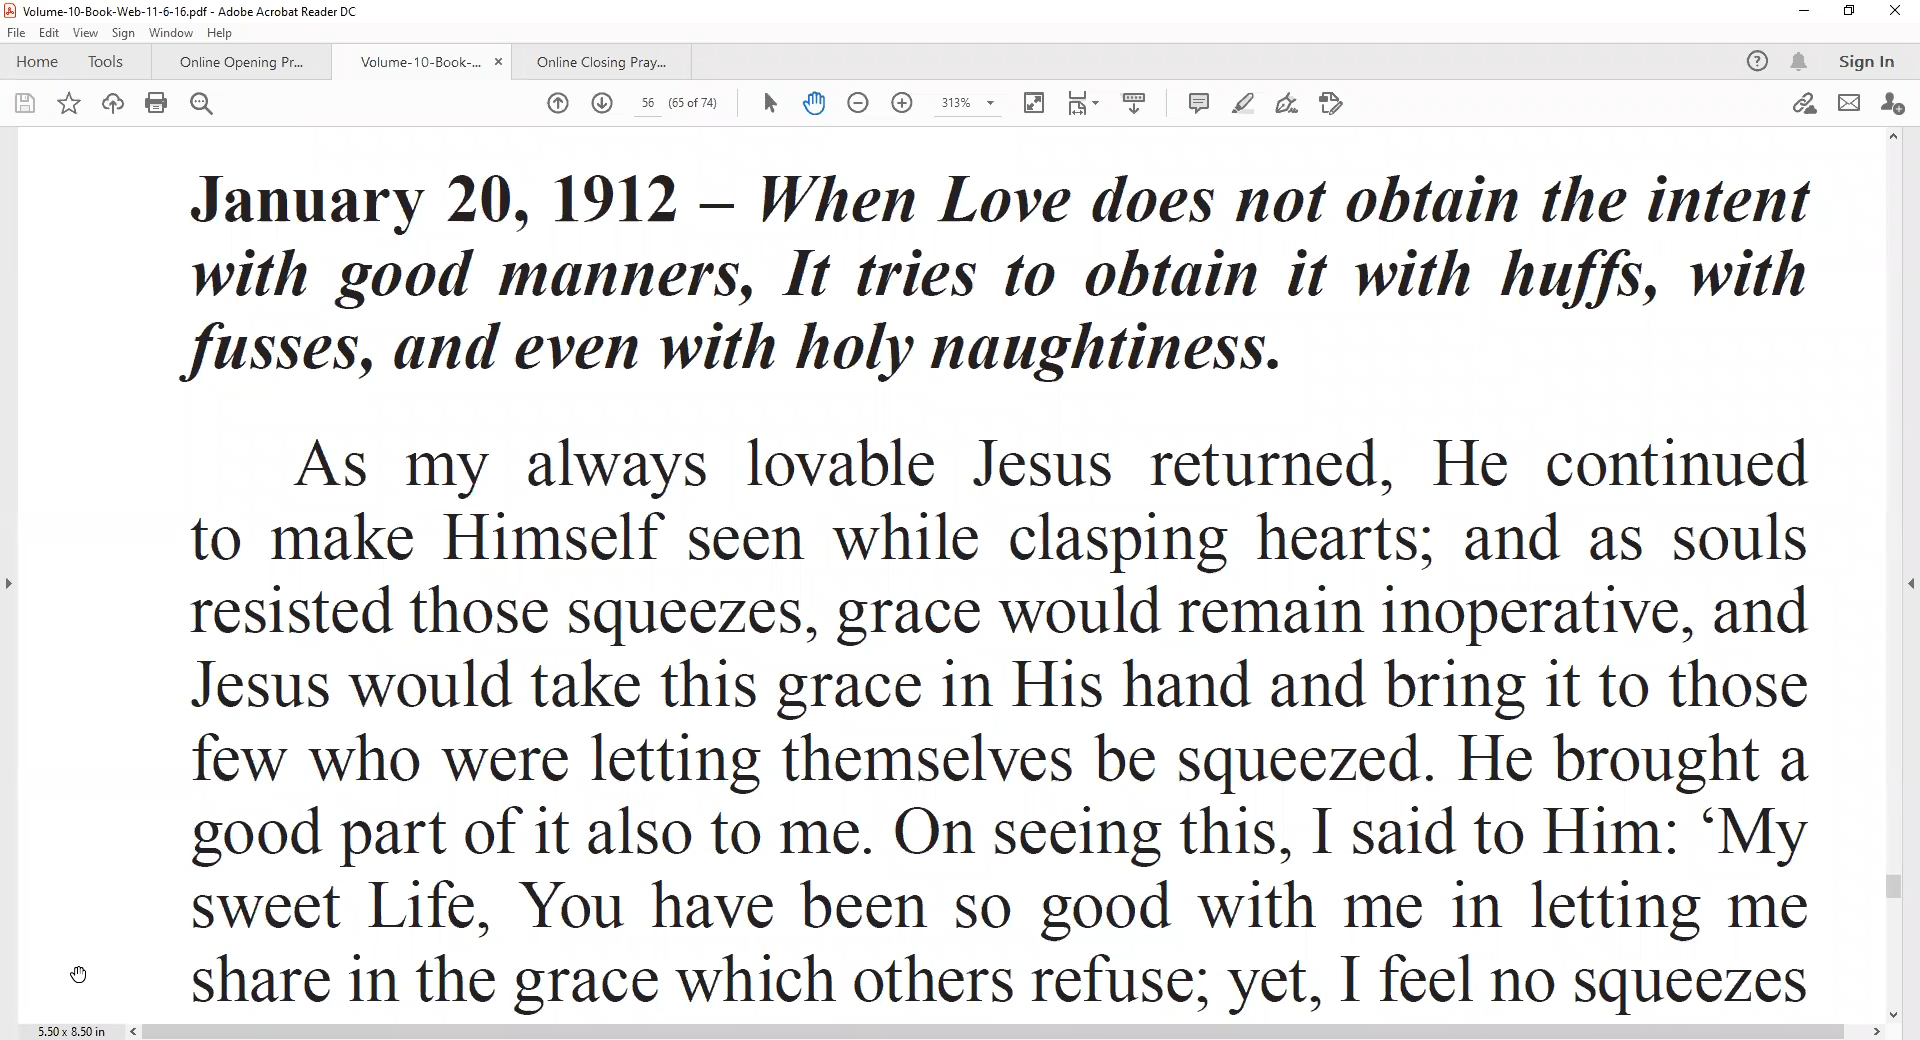 Volume-10-Book-Web-11-6-16.pdf - Adobe Acrobat Reader DC
File Edit View Sign Window Help
Home Tools Online Opening Pr... Volume-10-Book-... × Online Closing Pray... Sign In
56 (65 of 74) 313%
January 20, 1912 – When Love does not obtain the intent
with good manners, It tries to obtain it with huffs, with
fusses, and even with holy naughtiness.
As my always lovable Jesus returned, He continued
to make Himself seen while clasping hearts; and as souls
resisted those squeezes, grace would remain inoperative, and
Jesus would take this grace in His hand and bring it to those
few who were letting themselves be squeezed. He brought a
good part of it also to me. On seeing this, I said to Him: ‘My
sweet Life, You have been so good with me in letting me
share in the grace which others refuse; yet, I feel no squeezes
5.50 x 8.50 in